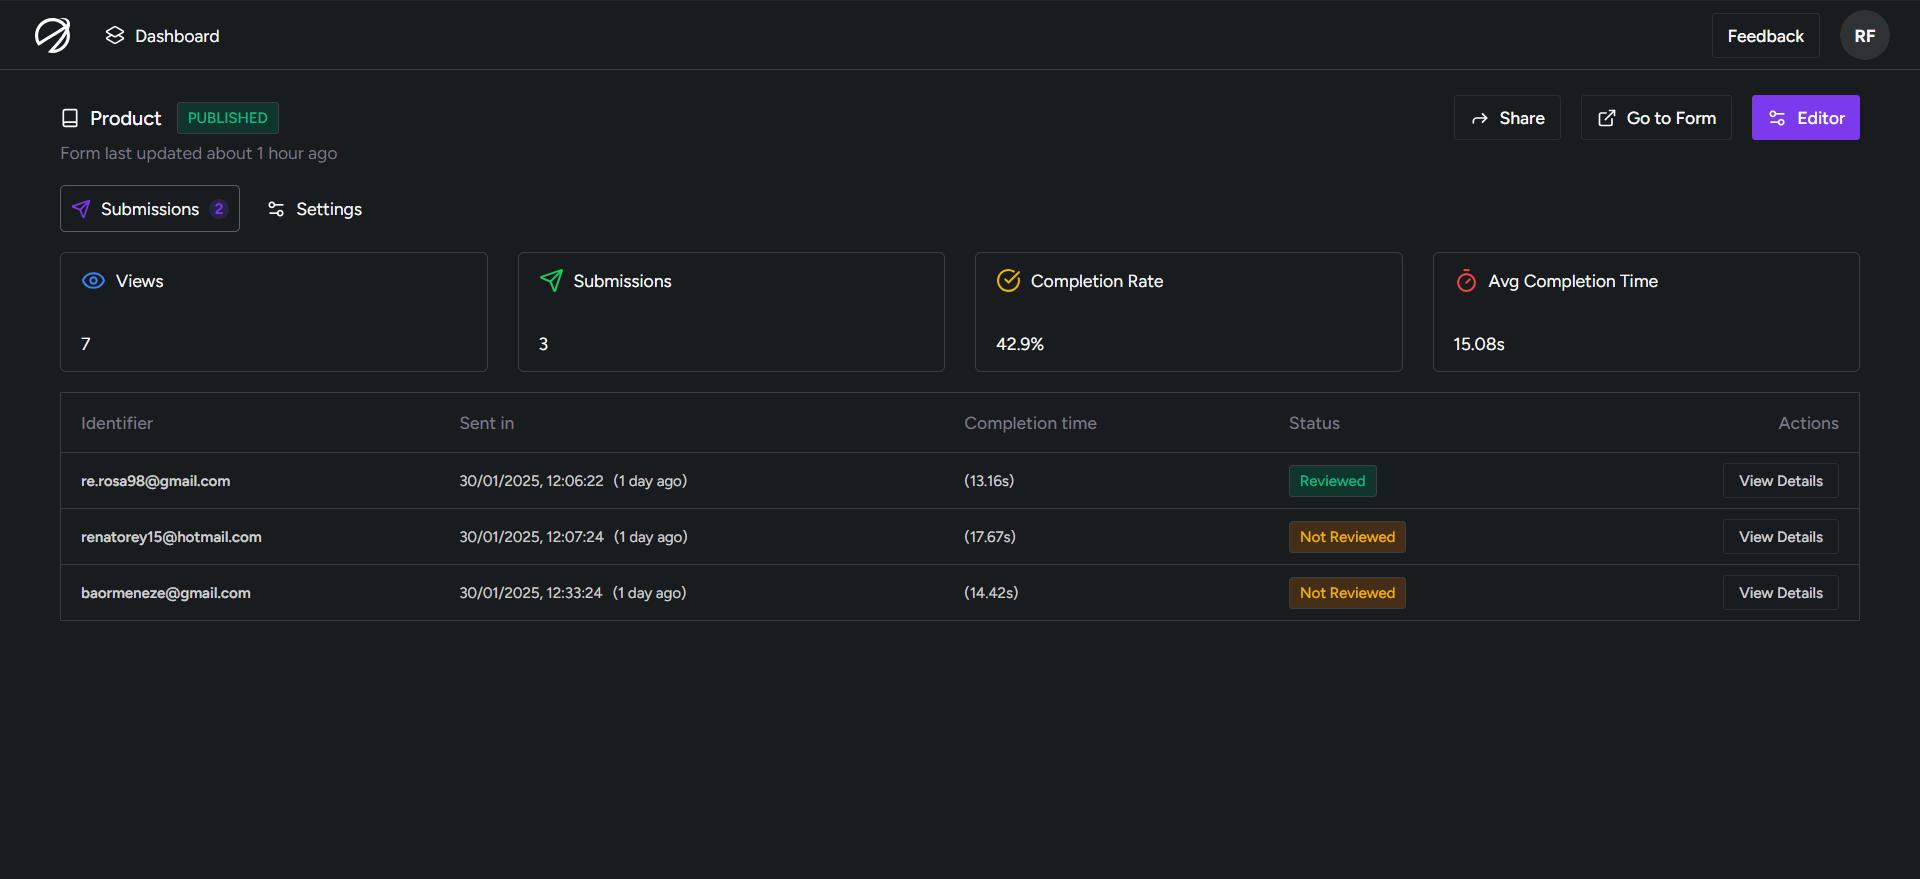 Dashboard
Feedback
RF
Product PUBLISHED
Form last updated about 1 hour ago
Share
Go to Form
Editor
Submissions 2
Settings
Views
7
Submissions
3
Completion Rate
42.9%
Avg Completion Time
15.08s
Identifier Sent in Completion time Status Actions
re.rosa98@gmail.com 30/01/2025, 12:06:22 (1 day ago) (13.16s) Reviewed View Details
renatorey15@hotmail.com 30/01/2025, 12:07:24 (1 day ago) (17.67s) Not Reviewed View Details
baormeneze@gmail.com 30/01/2025, 12:33:24 (1 day ago) (14.42s) Not Reviewed View Details